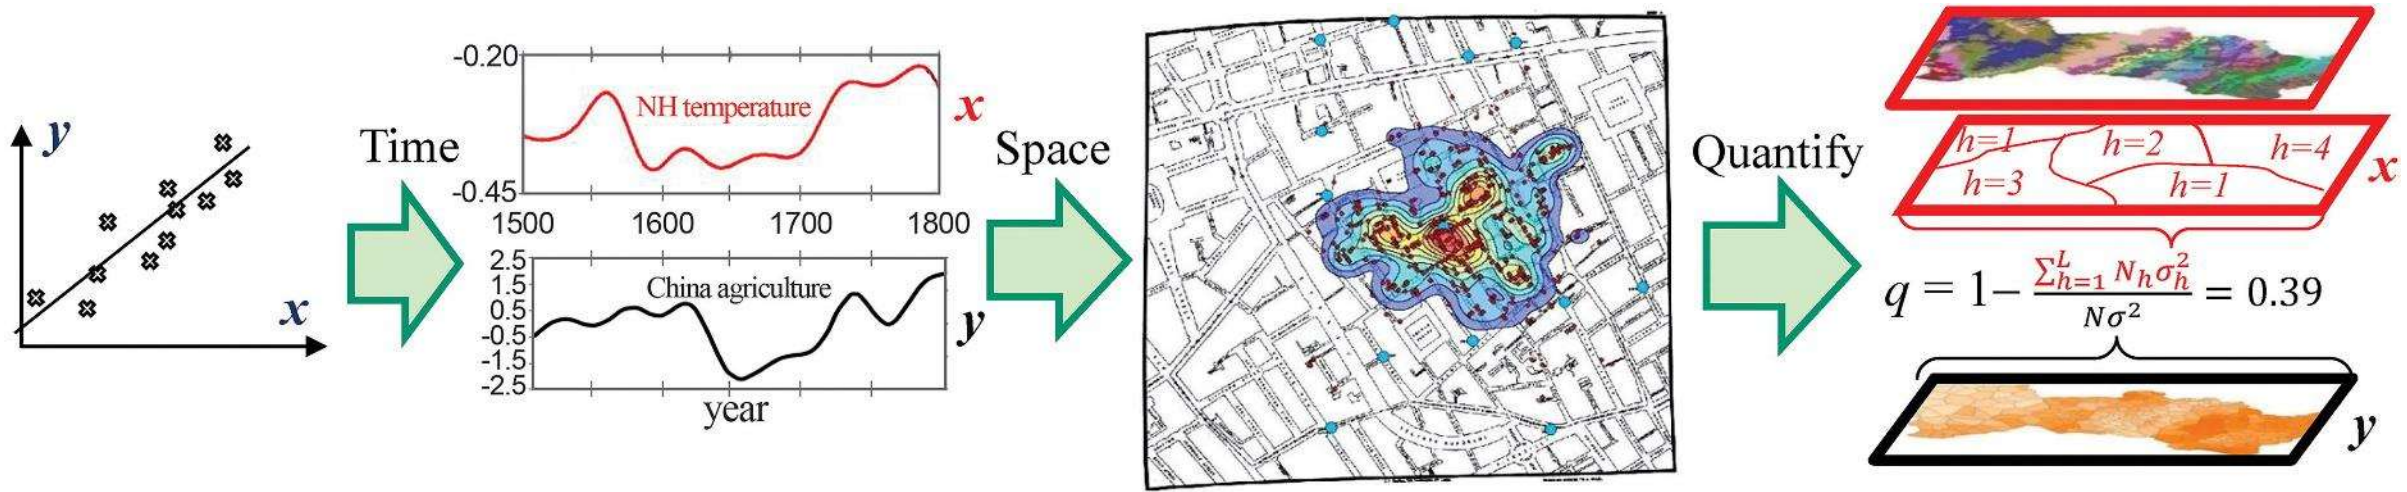 y
x
Time
-0.20
NH temperature
x
-0.45
1500 1600 1700 1800
2.5
1.5
0.5
-0.5
-1.5
-2.5
China agriculture
y
year
Space
Quantify
h=1
h=2
h=4
h=3
h=1
x
q = 1− \frac{∑_{h=1}^{L} N_hσ_h^2}{Nσ^2} = 0.39
y